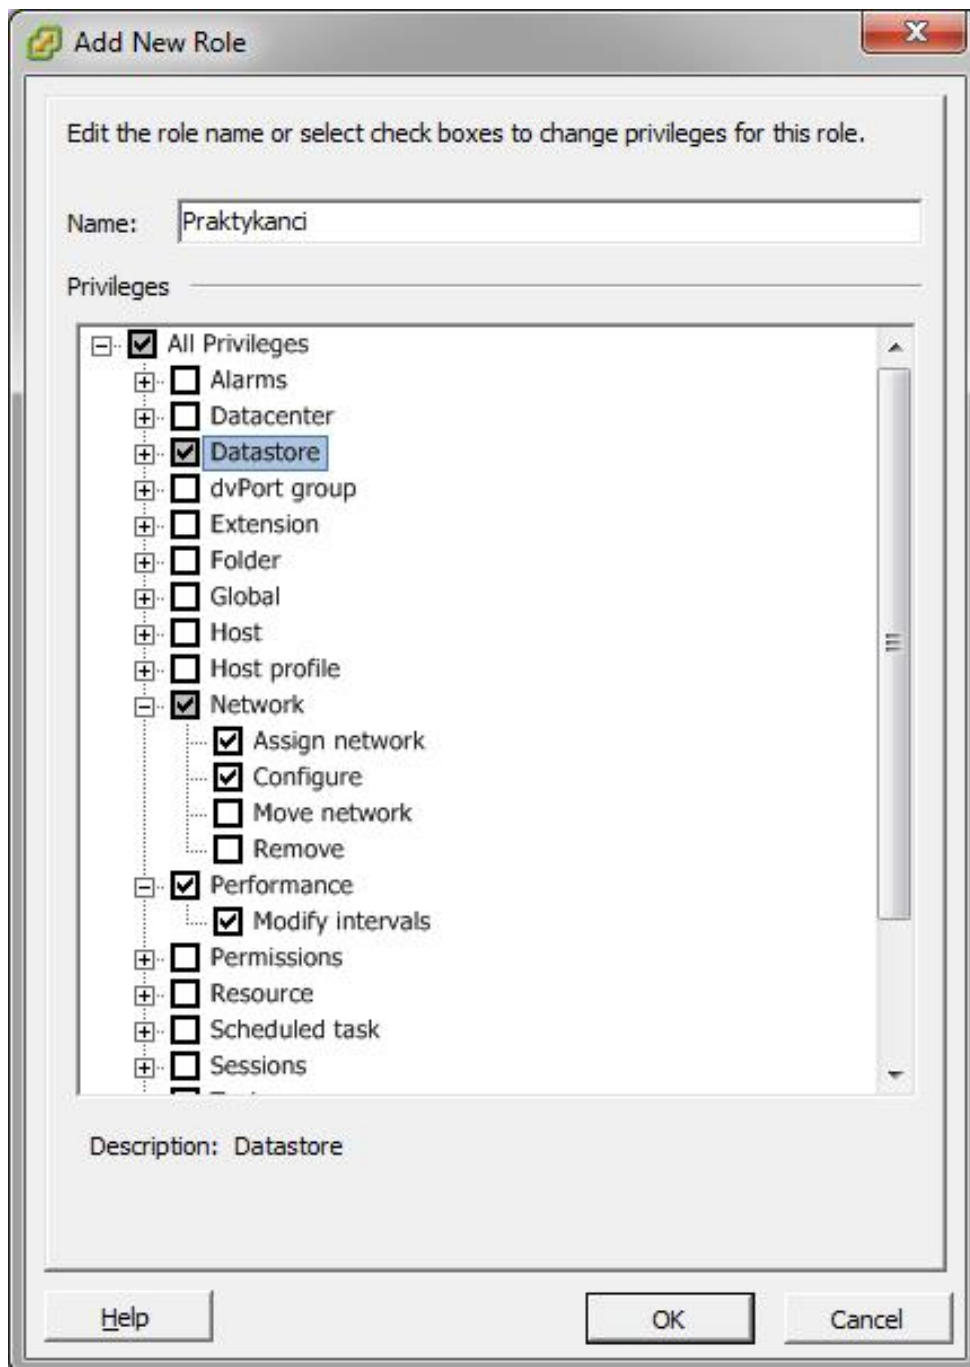 Add New Role
Edit the role name or select check boxes to change privileges for this role.
Name: Praktykanci
Privileges
All Privileges
Alarms
Datacenter
Datastore
dvPort group
Extension
Folder
Global
Host
Host profile
Network
Assign network
Configure
Move network
Remove
Performance
Modify intervals
Permissions
Resource
Scheduled task
Sessions
Description: Datastore
Help OK Cancel